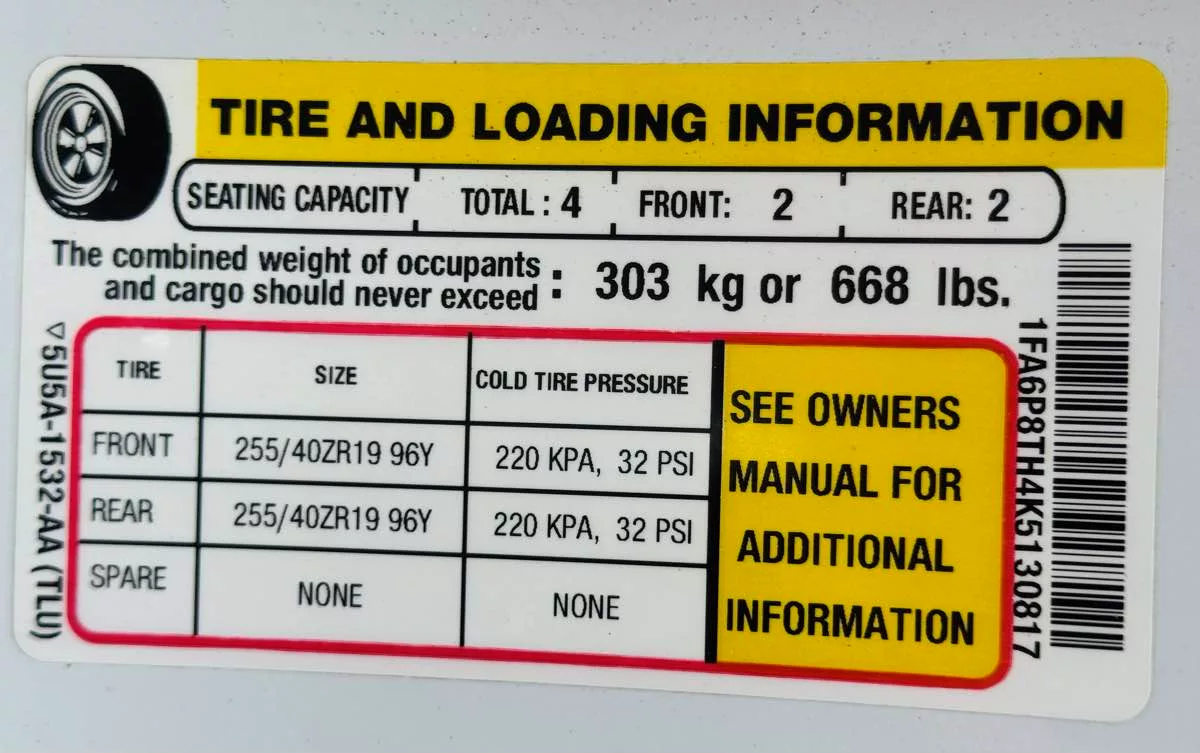 TIRE AND LOADING INFORMATION
SEATING CAPACITY TOTAL : 4 FRONT: 2 REAR: 2
The combined weight of occupants
and cargo should never exceed : 303 kg or 668 lbs.
TIRE SIZE COLD TIRE PRESSURE
FRONT 255/40ZR19 96Y 220 KPA, 32 PSI
REAR 255/40ZR19 96Y 220 KPA, 32 PSI
SPARE NONE NONE
SEE OWNERS
MANUAL FOR
ADDITIONAL
INFORMATION
▽5U5A-1532-AA (TLU)
1FA6P8TH4K5130817